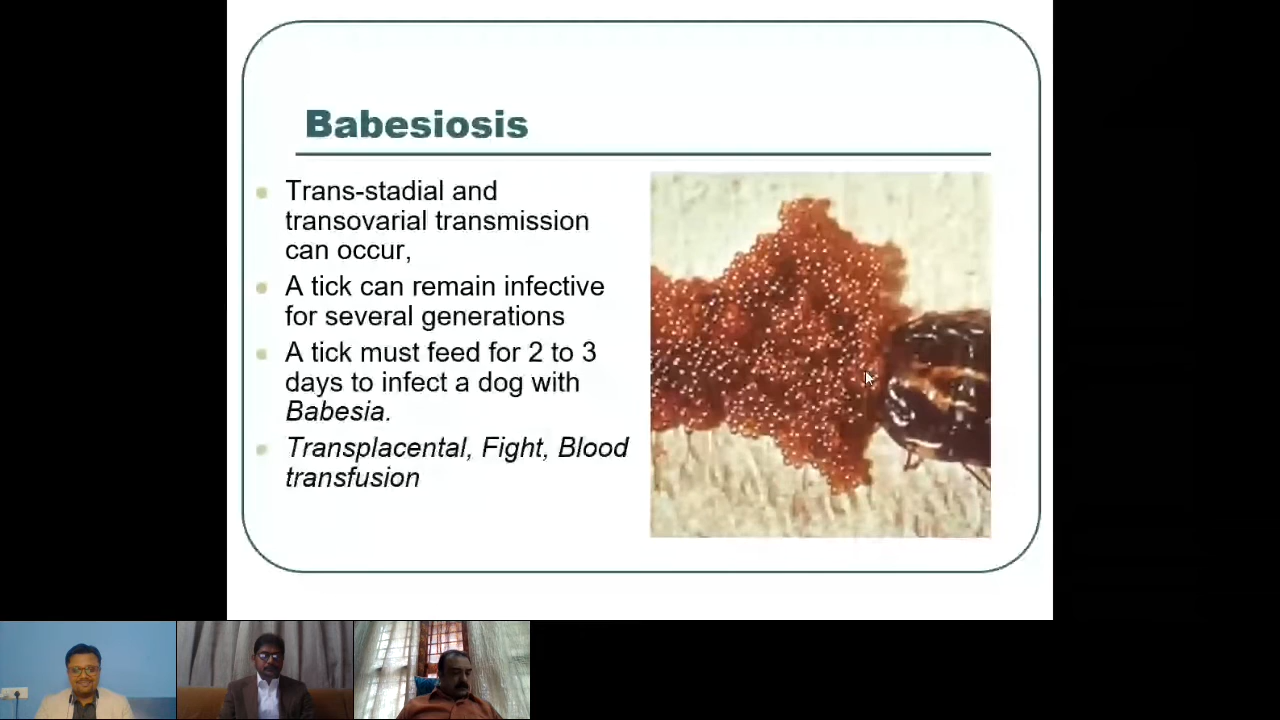 Babesiosis
Trans-stadial and
transovarial transmission
can occur,
A tick can remain infective
for several generations
A tick must feed for 2 to 3
days to infect a dog with
Babesia.
Transplacental, Fight, Blood
transfusion